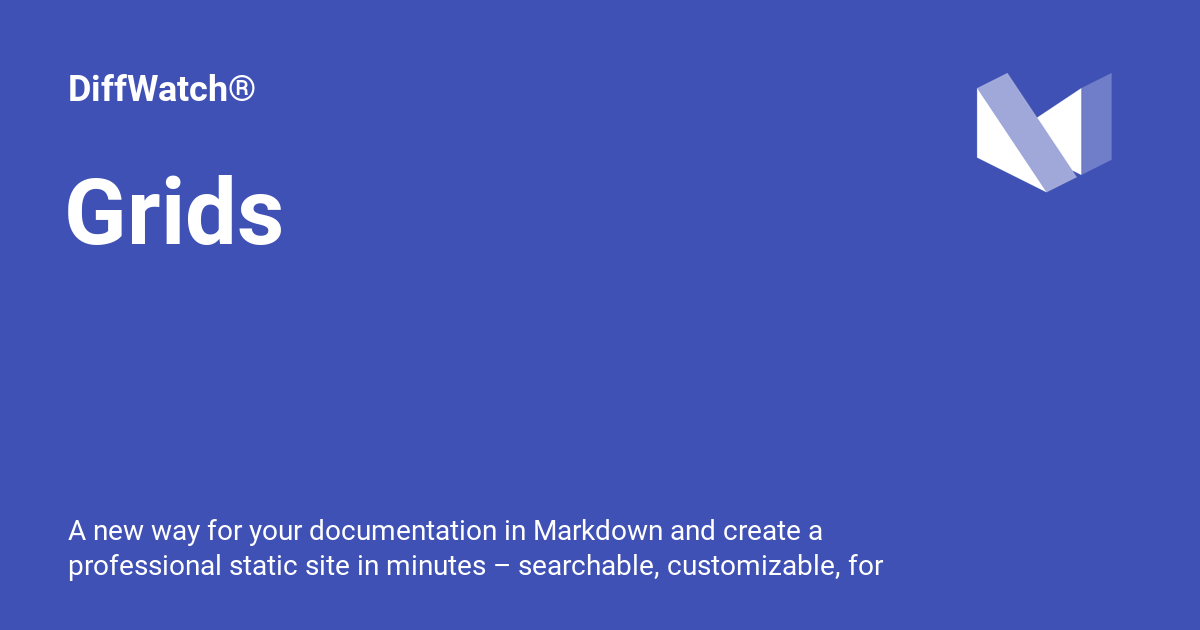 DiffWatch®
Grids
A new way for your documentation in Markdown and create a
professional static site in minutes – searchable, customizable, for